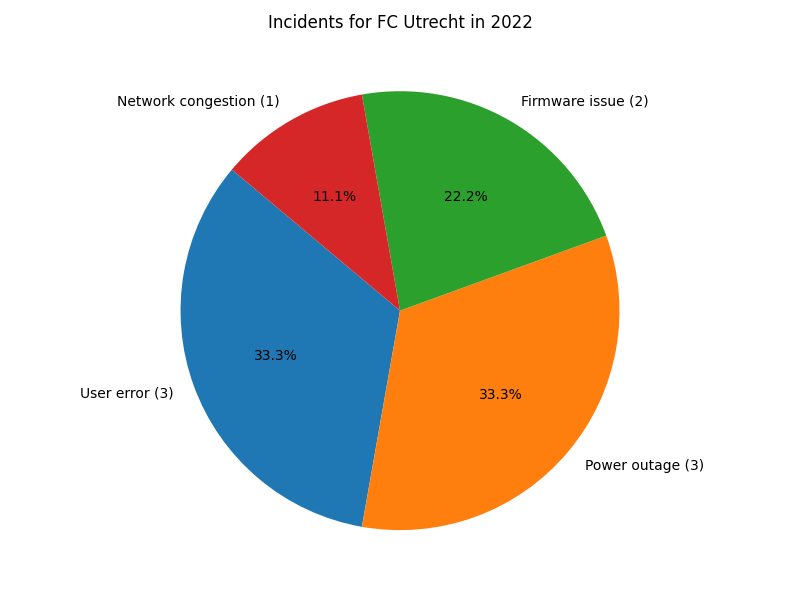 Incidents for FC Utrecht in 2022
Network congestion (1)
Firmware issue (2)
11.1%
22.2%
33.3%
User error (3)
33.3%
Power outage (3)